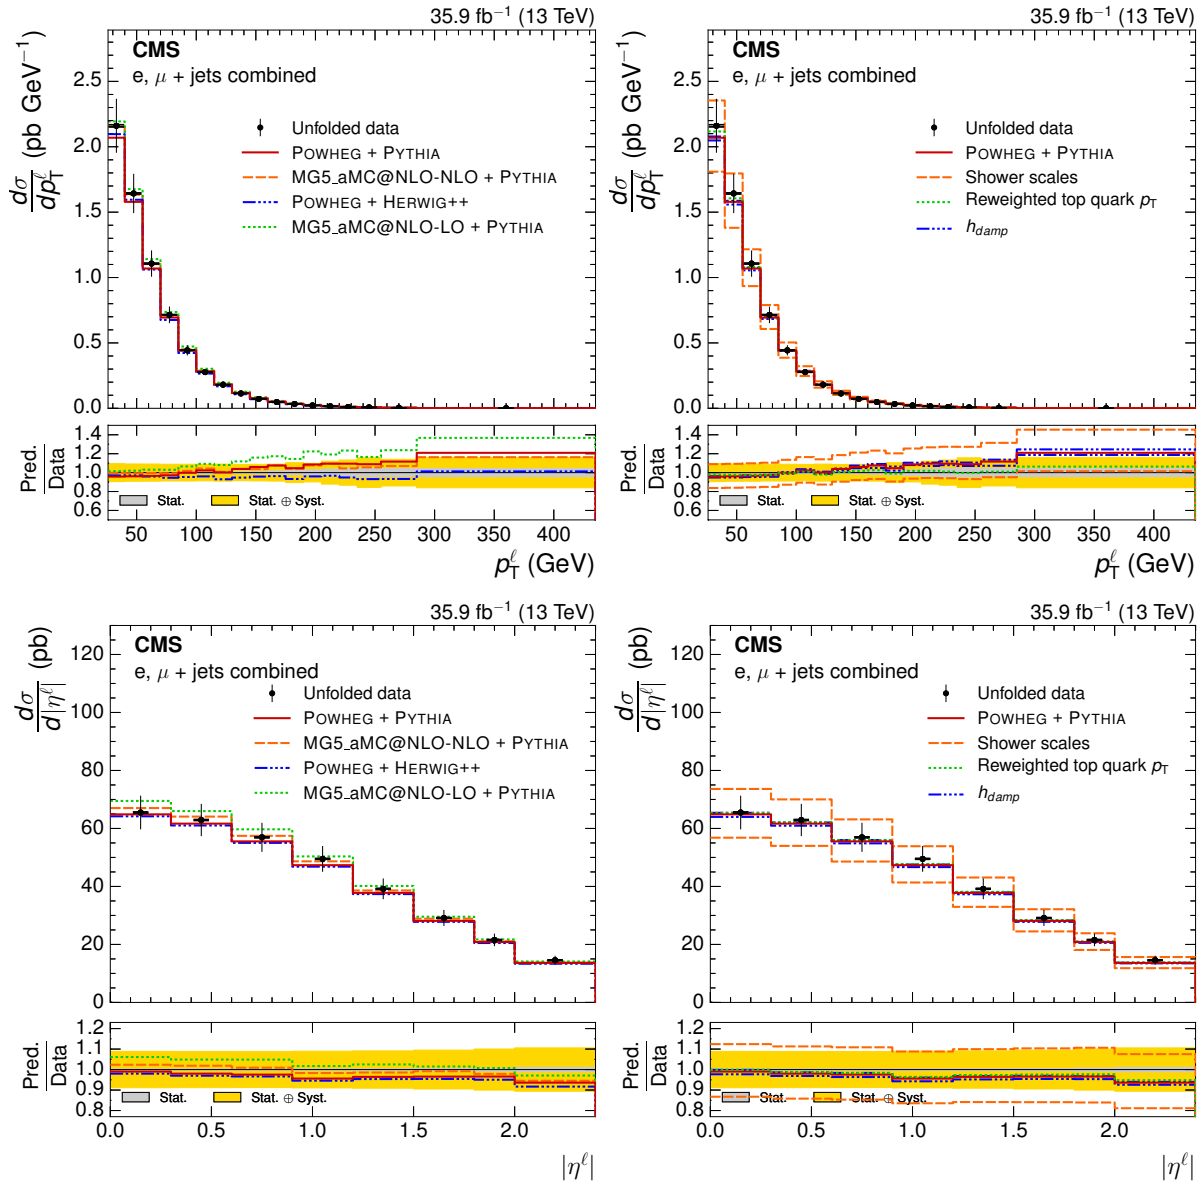 35.9 fb⁻¹ (13 TeV)
dσ/dp_T^ℓ (pb GeV⁻¹)
CMS
e, μ + jets combined
Unfolded data
POWHEG + PYTHIA
MG5_aMC@NLO-NLO + PYTHIA
POWHEG + HERWIG++
MG5_aMC@NLO-LO + PYTHIA
2.5
2.0
1.5
1.0
0.5
0.0
Pred./Data
1.4
1.2
1.0
0.8
0.6
Stat.
Stat. ⊕ Syst.
50 100 150 200 250 300 350 400
p_T^ℓ (GeV)
35.9 fb⁻¹ (13 TeV)
dσ/dp_T^ℓ (pb GeV⁻¹)
CMS
e, μ + jets combined
Unfolded data
POWHEG + PYTHIA
Shower scales
Reweighted top quark p_T
h_damp
2.5
2.0
1.5
1.0
0.5
0.0
Pred./Data
1.4
1.2
1.0
0.8
0.6
Stat.
Stat. ⊕ Syst.
50 100 150 200 250 300 350 400
p_T^ℓ (GeV)
35.9 fb⁻¹ (13 TeV)
dσ/d|η^ℓ| (pb)
CMS
e, μ + jets combined
Unfolded data
POWHEG + PYTHIA
MG5_aMC@NLO-NLO + PYTHIA
POWHEG + HERWIG++
MG5_aMC@NLO-LO + PYTHIA
120
100
80
60
40
20
0
Pred./Data
1.2
1.1
1.0
0.9
0.8
Stat.
Stat. ⊕ Syst.
0.0 0.5 1.0 1.5 2.0
|η^ℓ|
35.9 fb⁻¹ (13 TeV)
dσ/d|η^ℓ| (pb)
CMS
e, μ + jets combined
Unfolded data
POWHEG + PYTHIA
Shower scales
Reweighted top quark p_T
h_damp
120
100
80
60
40
20
0
Pred./Data
1.2
1.1
1.0
0.9
0.8
Stat.
Stat. ⊕ Syst.
0.0 0.5 1.0 1.5 2.0
|η^ℓ|